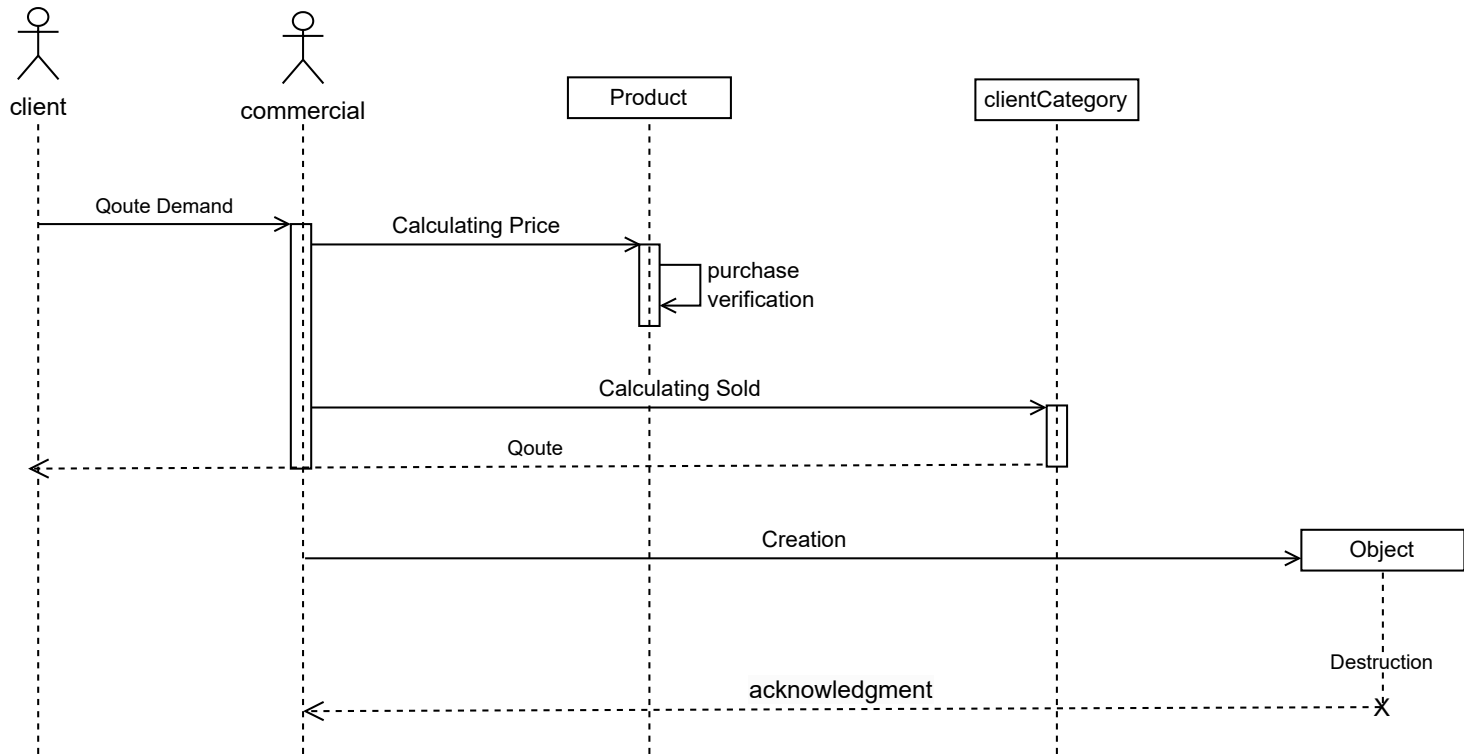 client
commercial
Product
clientCategory
Qoute Demand
Calculating Price
purchase
verification
Calculating Sold
Qoute
Creation
Object
Destruction
acknowledgment
X